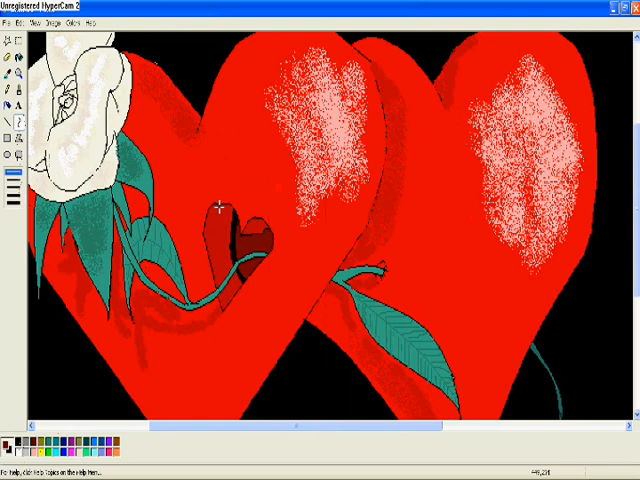 Unregistered HyperCam 2
File Edit View Image Colors Help
A
For Help, click Help Topics on the Help Menu.